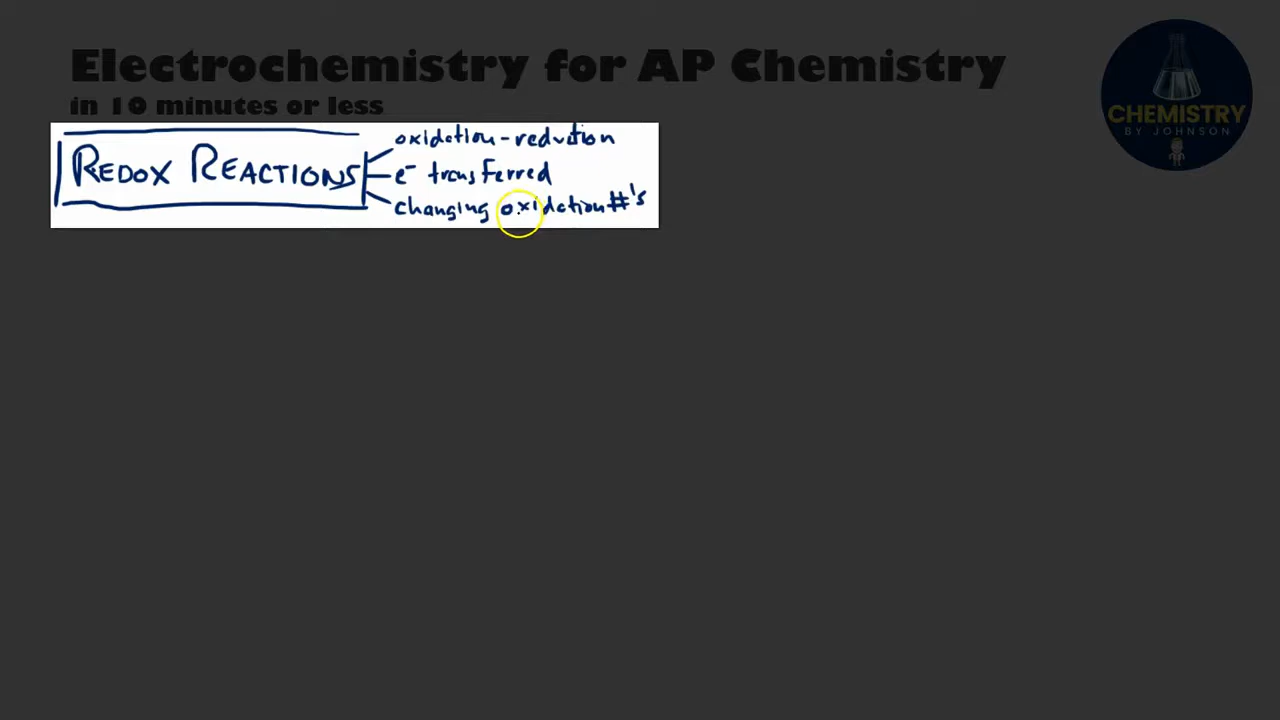 Electrochemistry for AP Chemistry
in 10 minutes or less
CHEMISTRY
BY JOHNSON
REDOX REACTIONS
oxidation-reduction
e⁻ transferred
changing oxidation #'s